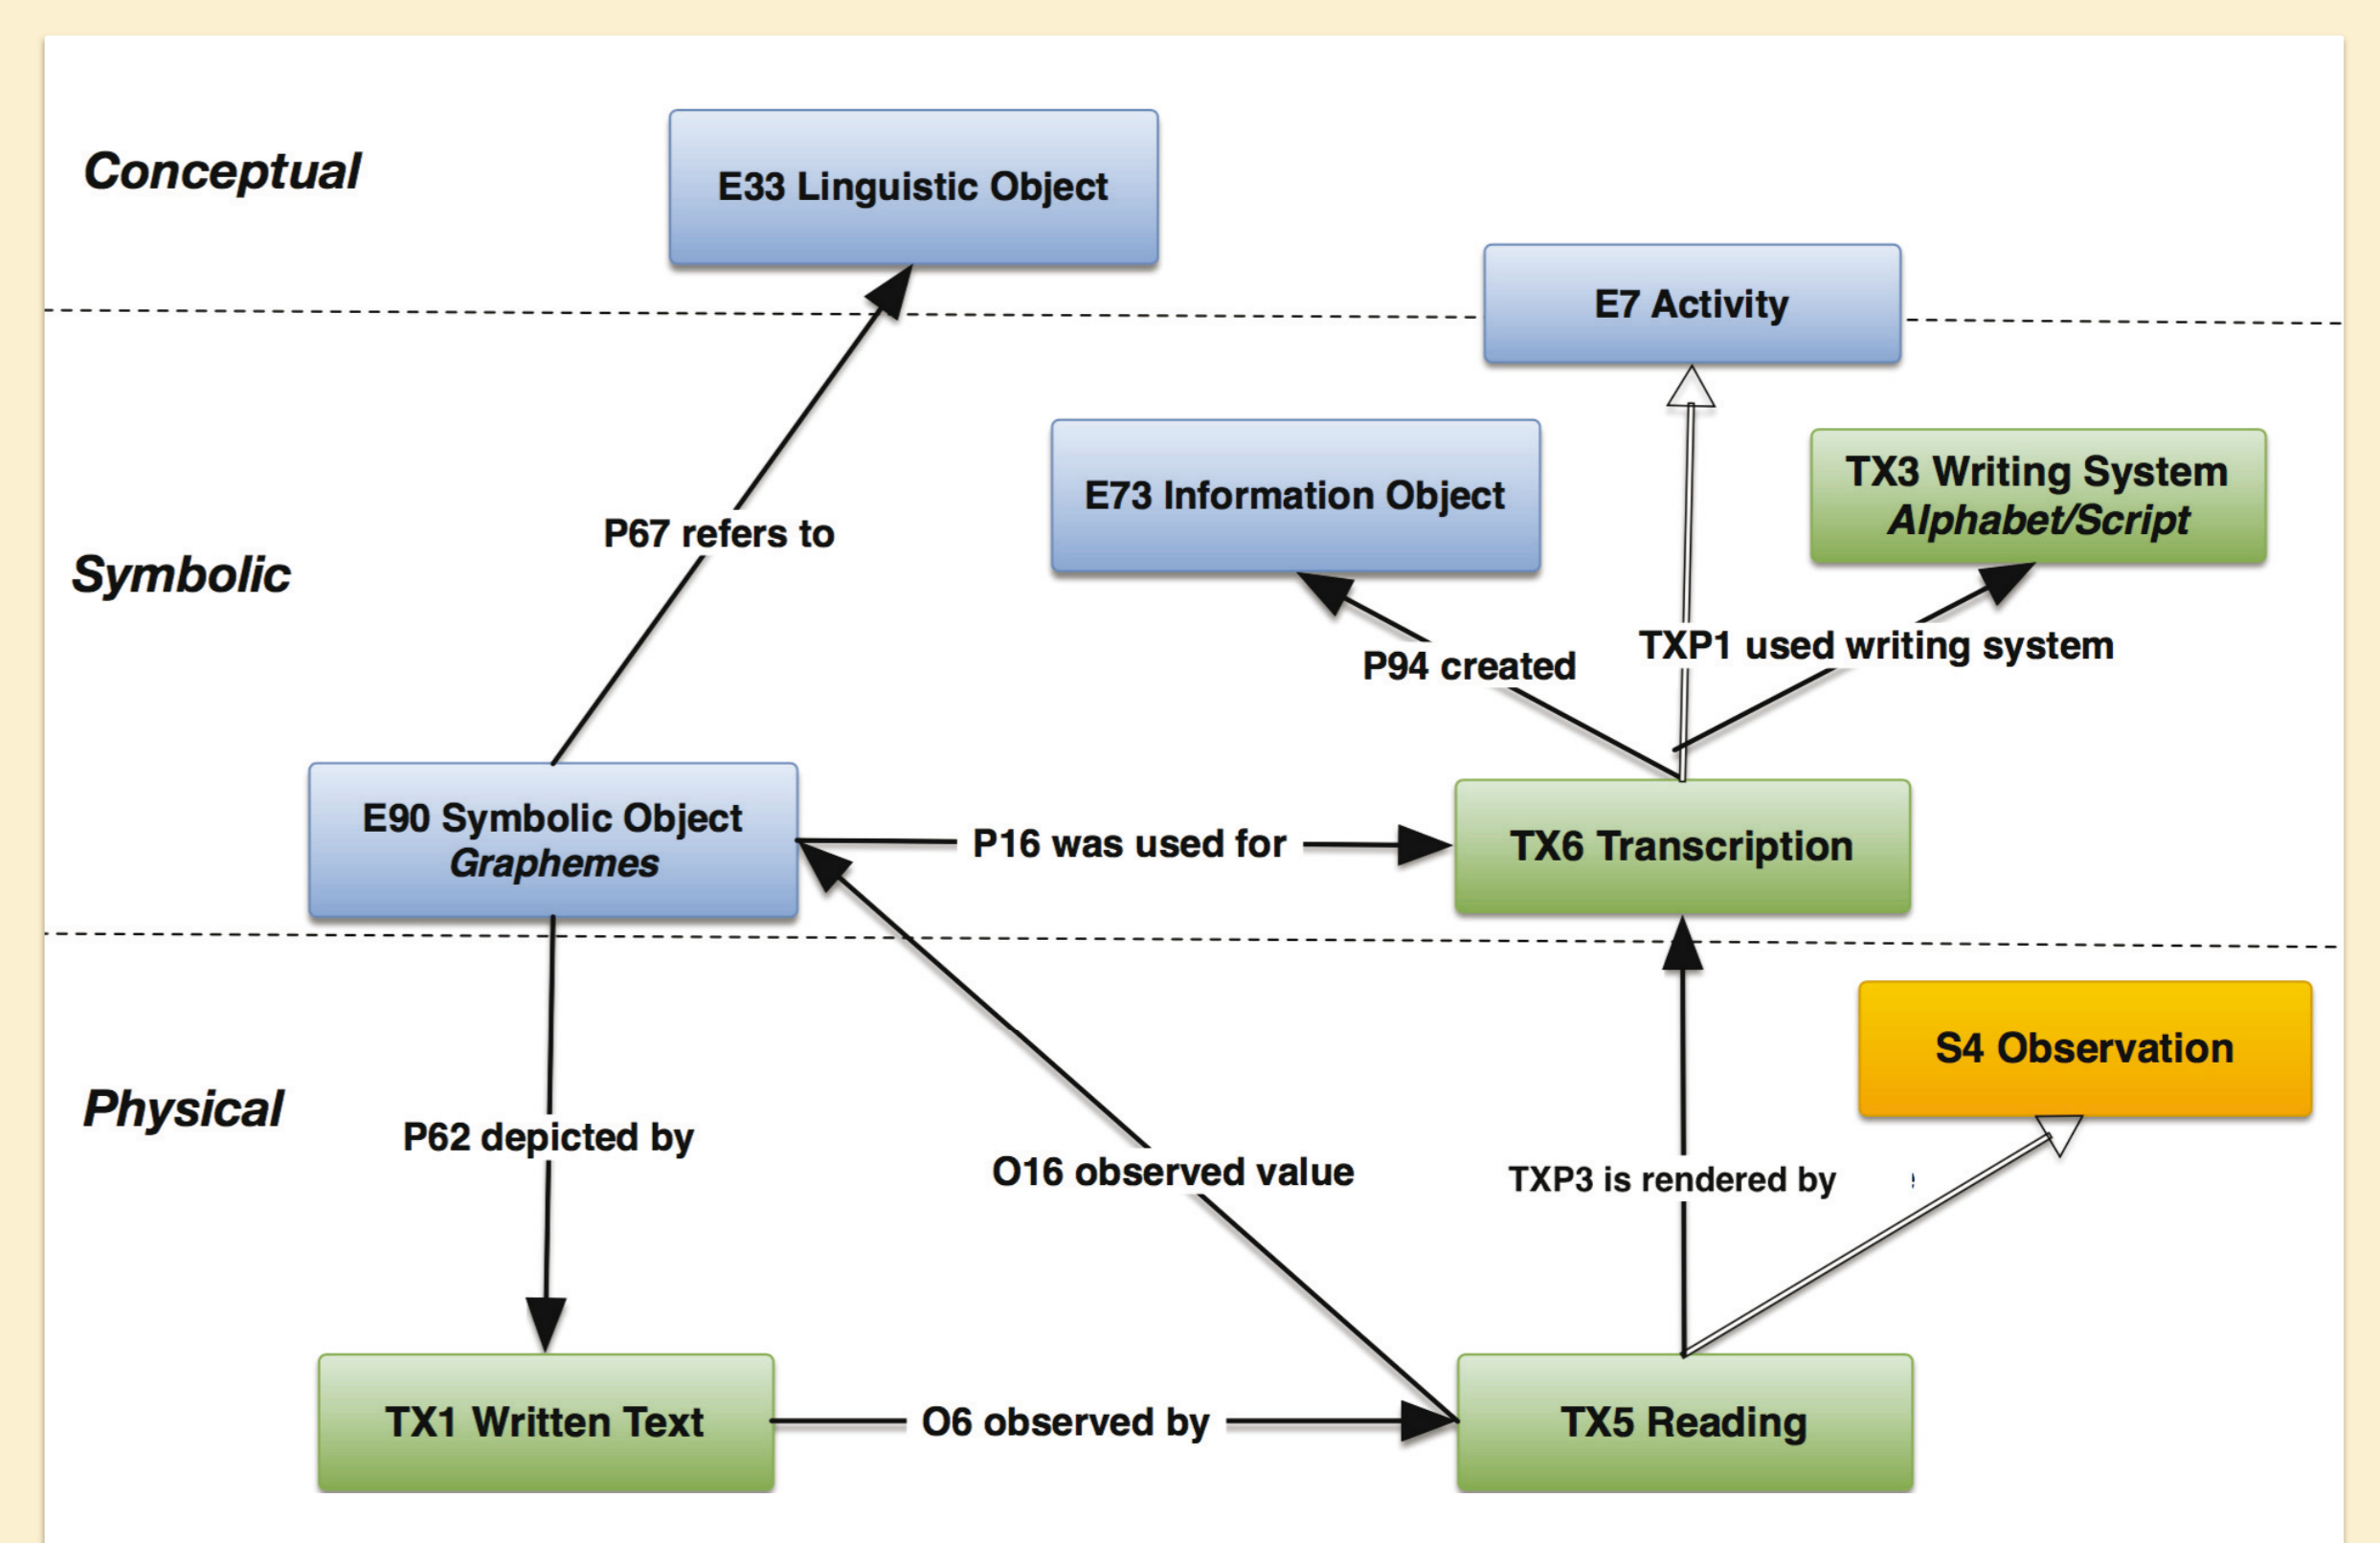 Conceptual
E33 Linguistic Object
E7 Activity
E73 Information Object
TX3 Writing System
Alphabet/Script
P67 refers to
Symbolic
P94 created
TXP1 used writing system
E90 Symbolic Object
Graphemes
P16 was used for
TX6 Transcription
S4 Observation
Physical
P62 depicted by
O16 observed value
TXP3 is rendered by
TX1 Written Text
O6 observed by
TX5 Reading